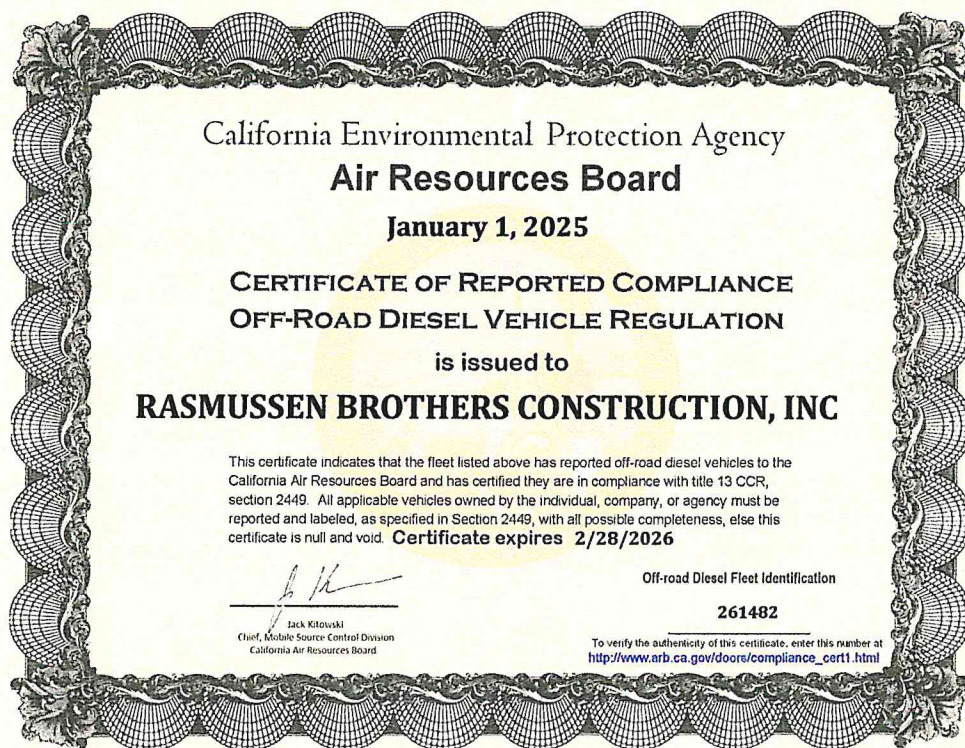 California Environmental Protection Agency
Air Resources Board
January 1, 2025
CERTIFICATE OF REPORTED COMPLIANCE
OFF-ROAD DIESEL VEHICLE REGULATION
is issued to
RASMUSSEN BROTHERS CONSTRUCTION, INC
This certificate indicates that the fleet listed above has reported off-road diesel vehicles to the
California Air Resources Board and has certified they are in compliance with title 13 CCR,
section 2449. All applicable vehicles owned by the individual, company, or agency must be
reported and labeled, as specified in Section 2449, with all possible completeness, else this
certificate is null and void. Certificate expires 2/28/2026
Jack Kitowski
Chief, Mobile Source Control Division
California Air Resources Board
Off-road Diesel Fleet Identification
261482
To verify the authenticity of this certificate, enter this number at
http://www.arb.ca.gov/doors/compliance_cert1.html